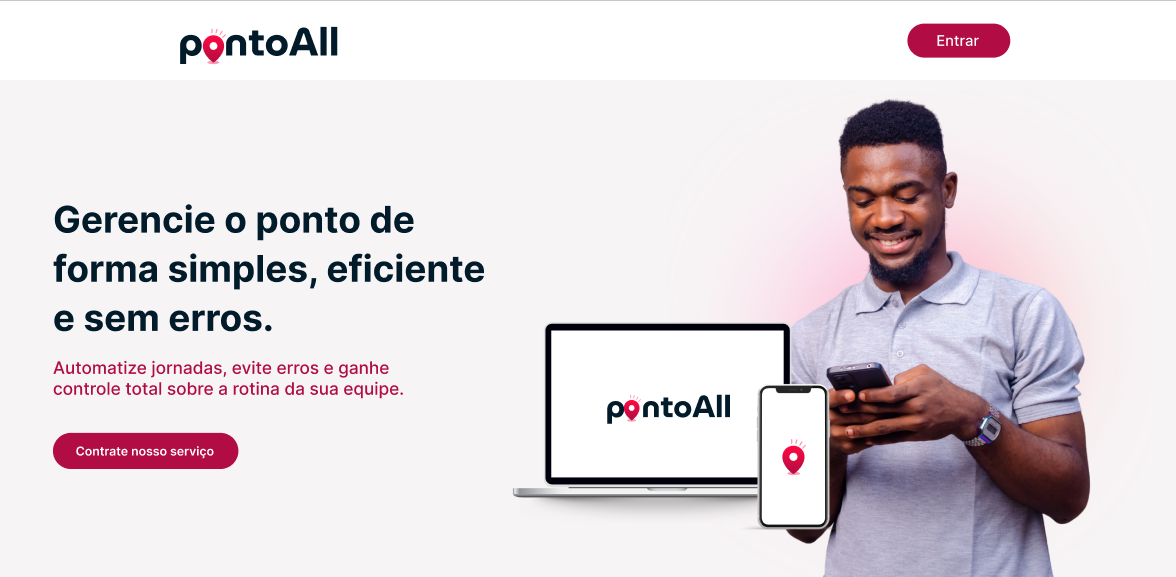 pontoAll
Entrar
Gerencie o ponto de
forma simples, eficiente
e sem erros.
Automatize jornadas, evite erros e ganhe
controle total sobre a rotina da sua equipe.
Contrate nosso serviço
pontoAll